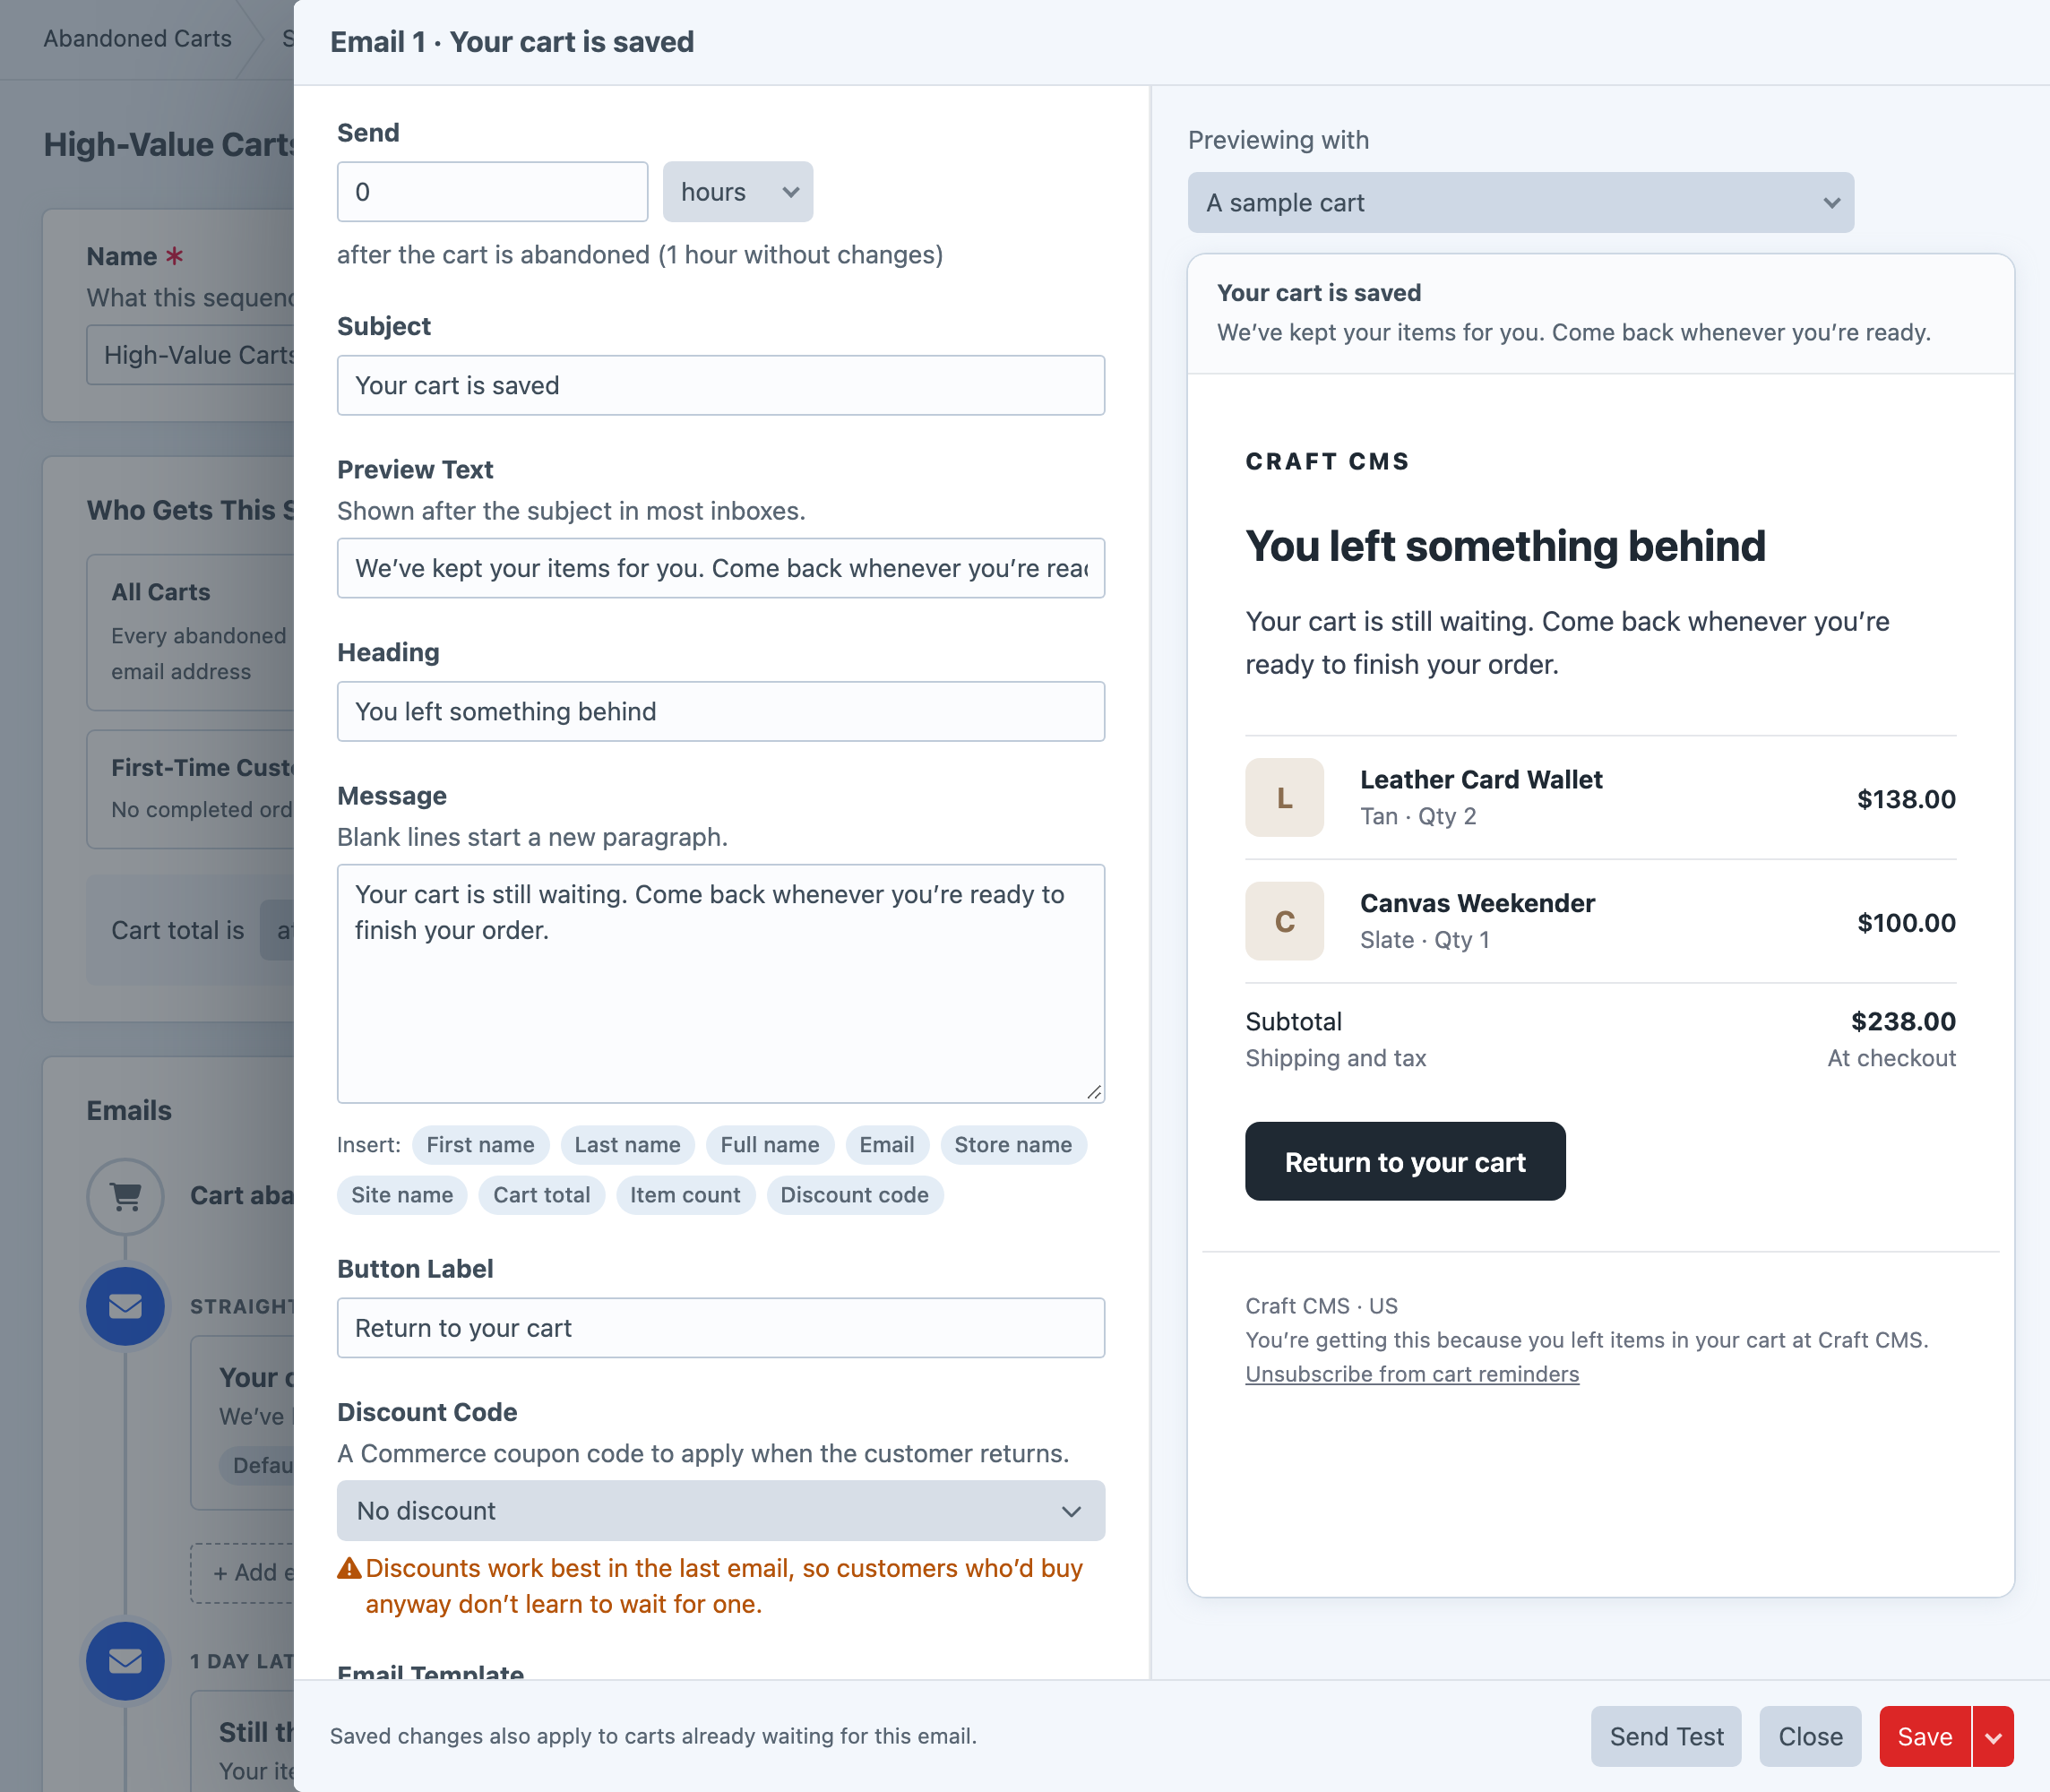 Abandoned Carts
High-Value Carts
Name *
What this sequenc
High-Value Carts
Who Gets This S
All Carts
Every abandoned
email address
First-Time Custo
No completed ord
Cart total is
Emails
Cart aba
STRAIGHT
Your c
We’ve
Defau
+ Add e
1 DAY LAT
Still th
Your ite
Email 1 · Your cart is saved
Send
0
hours
after the cart is abandoned (1 hour without changes)
Subject
Your cart is saved
Preview Text
Shown after the subject in most inboxes.
We’ve kept your items for you. Come back whenever you’re read
Heading
You left something behind
Message
Blank lines start a new paragraph.
Your cart is still waiting. Come back whenever you’re ready to
finish your order.
Insert: First name Last name Full name Email Store name
Site name Cart total Item count Discount code
Button Label
Return to your cart
Discount Code
A Commerce coupon code to apply when the customer returns.
No discount
Discounts work best in the last email, so customers who’d buy
anyway don’t learn to wait for one.
Email Template
Previewing with
A sample cart
Your cart is saved
We’ve kept your items for you. Come back whenever you’re ready.
CRAFT CMS
You left something behind
Your cart is still waiting. Come back whenever you’re
ready to finish your order.
L
Leather Card Wallet
Tan · Qty 2
$138.00
C
Canvas Weekender
Slate · Qty 1
$100.00
Subtotal $238.00
Shipping and tax At checkout
Return to your cart
Craft CMS · US
You’re getting this because you left items in your cart at Craft CMS.
Unsubscribe from cart reminders
Saved changes also apply to carts already waiting for this email.
Send Test
Close
Save